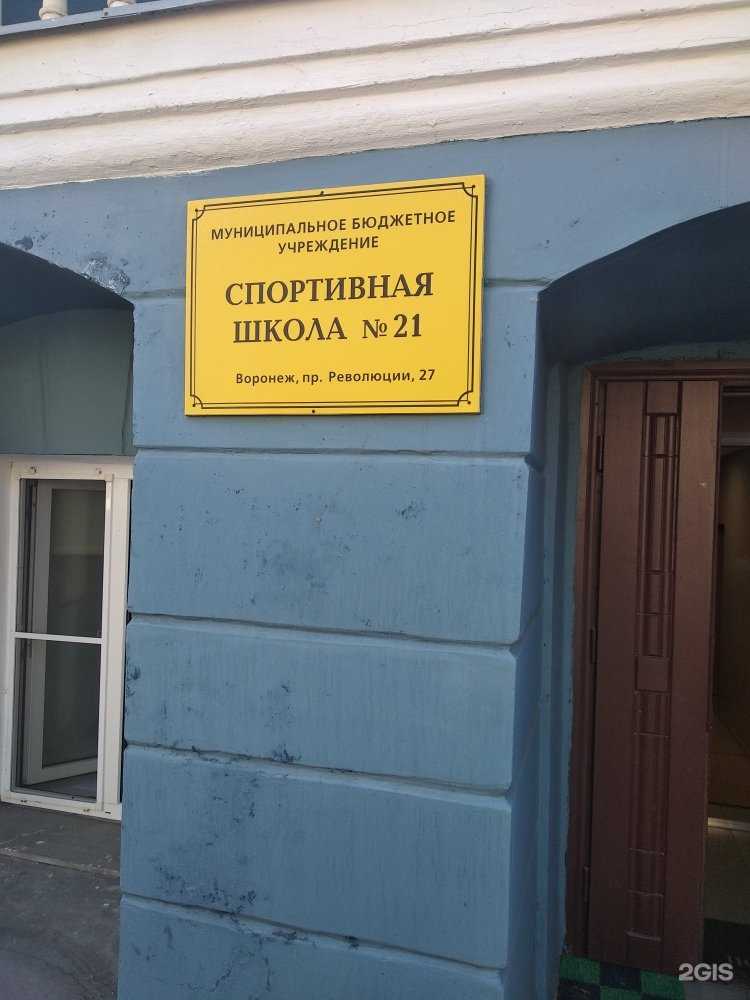 МУНИЦИПАЛЬНОЕ БЮДЖЕТНОЕ
УЧРЕЖДЕНИЕ
СПОРТИВНАЯ
ШКОЛА № 21
Воронеж, пр. Революции, 27
2GIS